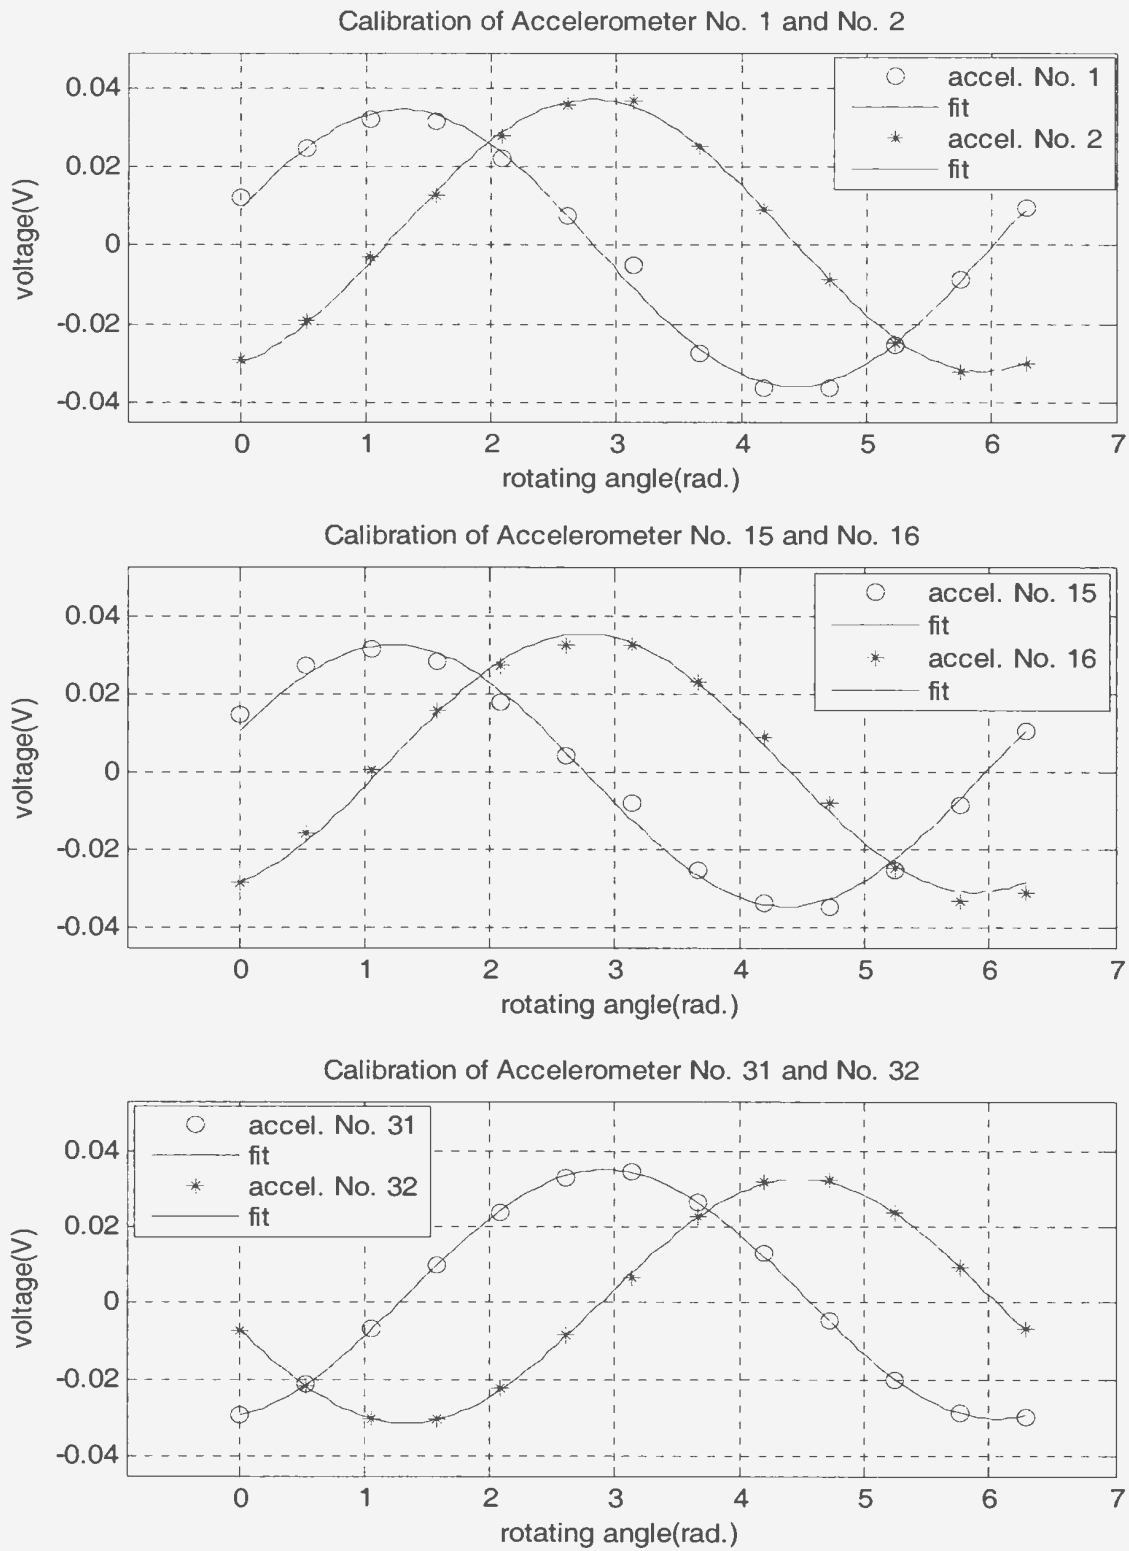 Calibration of Accelerometer No. 1 and No. 2
accel. No. 1
fit
accel. No. 2
fit
0.04
0.02
0
-0.02
-0.04
voltage(V)
0 1 2 3 4 5 6 7
rotating angle(rad.)
Calibration of Accelerometer No. 15 and No. 16
accel. No. 15
fit
accel. No. 16
fit
0.04
0.02
0
-0.02
-0.04
voltage(V)
0 1 2 3 4 5 6 7
rotating angle(rad.)
Calibration of Accelerometer No. 31 and No. 32
accel. No. 31
fit
accel. No. 32
fit
0.04
0.02
0
-0.02
-0.04
voltage(V)
0 1 2 3 4 5 6 7
rotating angle(rad.)